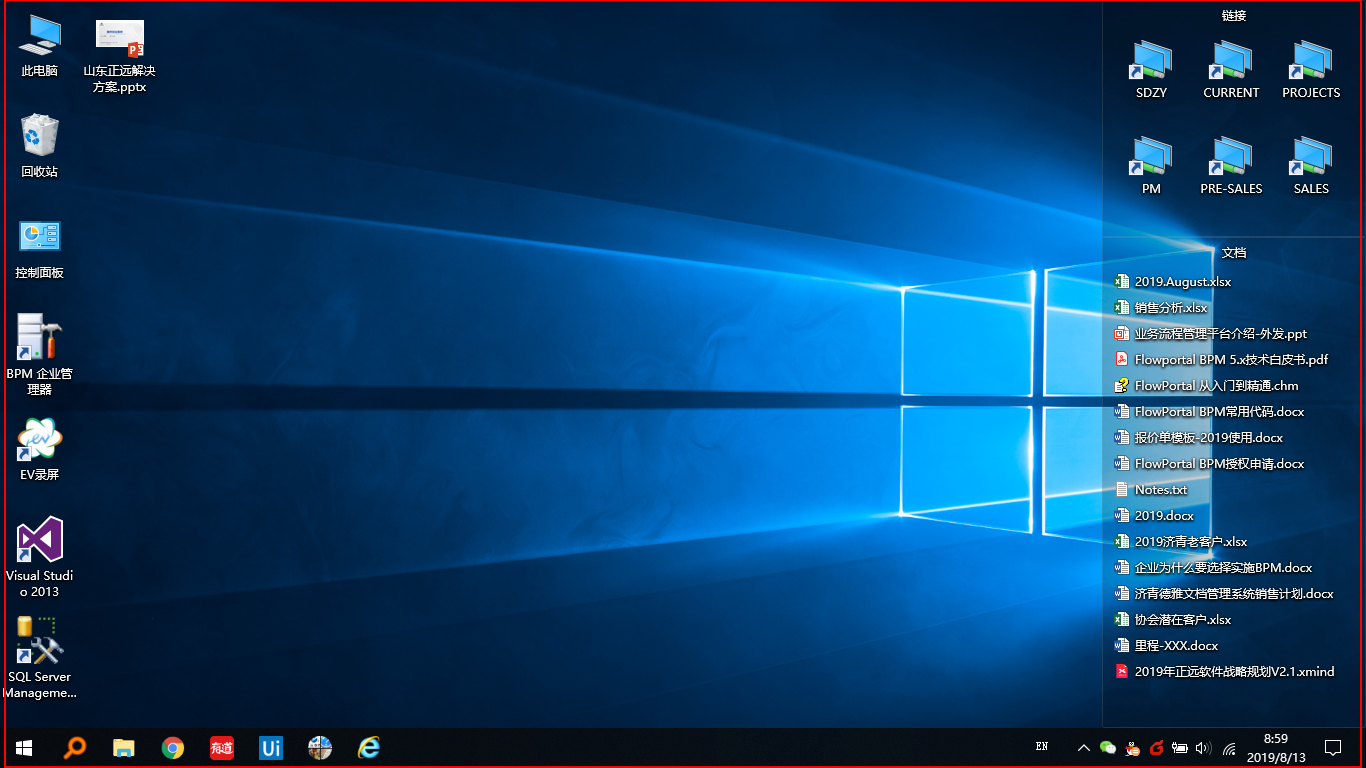 此电脑
山东正远解决
方案.pptx
回收站
控制面板
BPM 企业管
理器
EV录屏
Visual Studi
o 2013
SQL Server
Manageme...
链接
SDZY
CURRENT
PROJECTS
PM
PRE-SALES
SALES
文档
2019.August.xlsx
销售分析.xlsx
业务流程管理平台介绍-外发.ppt
Flowportal BPM 5.x技术白皮书.pdf
FlowPortal 从入门到精通.chm
FlowPortal BPM常用代码.docx
报价单模板-2019使用.docx
FlowPortal BPM授权申请.docx
Notes.txt
2019.docx
2019济青老客户.xlsx
企业为什么要选择实施BPM.docx
济青德雅文档管理系统销售计划.docx
协会潜在客户.xlsx
里程-XXX.docx
2019年正远软件战略规划V2.1.xmind
有道
Ui
EN
8:59
2019/8/13